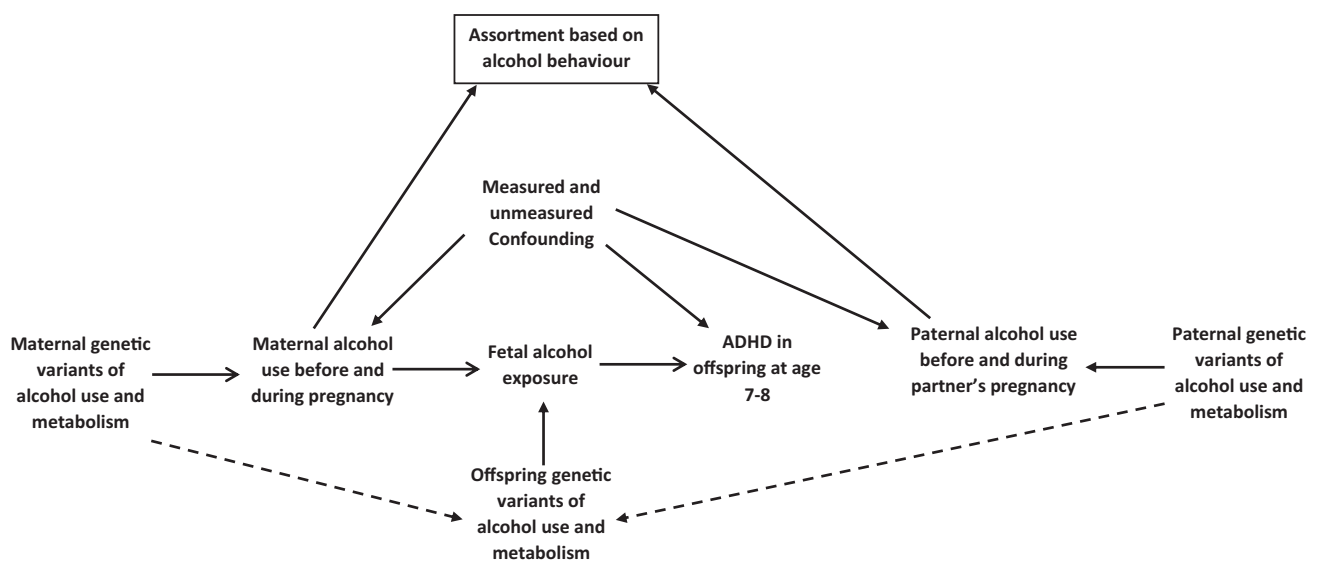 Assortment based on
alcohol behaviour
Measured and
unmeasured
Confounding
Maternal genetic
variants of
alcohol use and
metabolism
Maternal alcohol
use before and
during pregnancy
Fetal alcohol
exposure
ADHD in
offspring at age
7-8
Paternal alcohol use
before and during
partner’s pregnancy
Paternal genetic
variants of
alcohol use and
metabolism
Offspring genetic
variants of
alcohol use and
metabolism